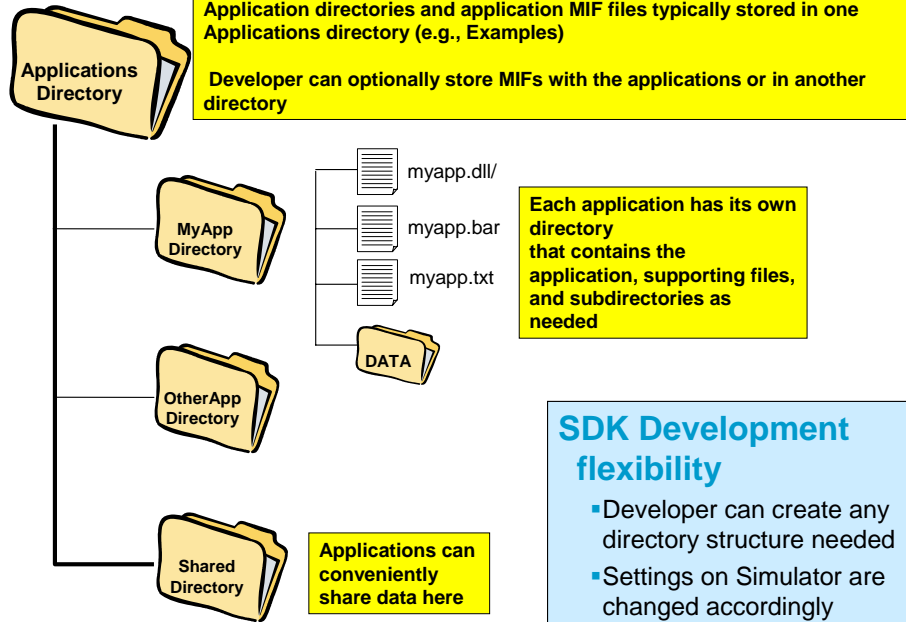 Application directories and application MIF files typically stored in one
Applications directory (e.g., Examples)
Developer can optionally store MIFs with the applications or in another
directory
Applications
Directory
myapp.dll/
MyApp
Directory
myapp.bar
myapp.txt
DATA
Each application has its own
directory
that contains the
application, supporting files,
and subdirectories as
needed
OtherApp
Directory
SDK Development
flexibility
▪Developer can create any
directory structure needed
▪Settings on Simulator are
changed accordingly
Shared
Directory
Applications can
conveniently
share data here